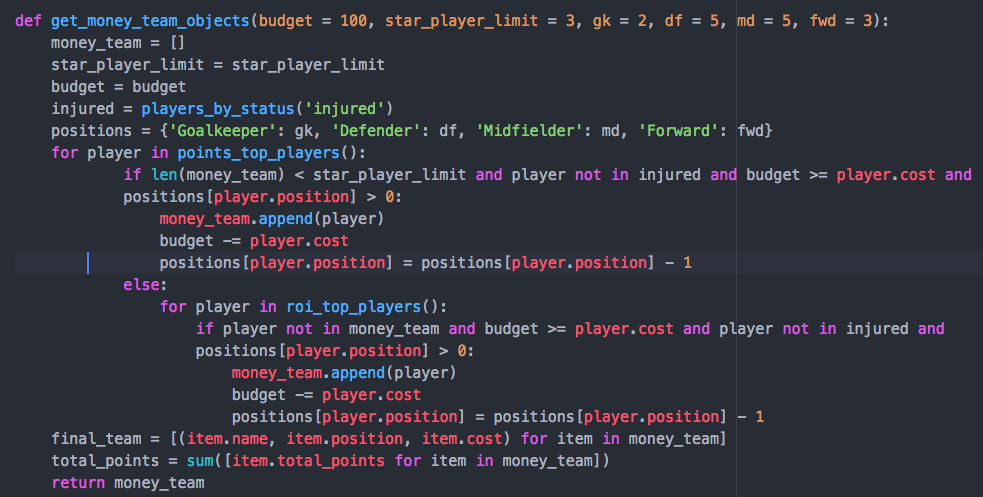 def get_money_team_objects(budget = 100, star_player_limit = 3, gk = 2, df = 5, md = 5, fwd = 3):
    money_team = []
    star_player_limit = star_player_limit
    budget = budget
    injured = players_by_status('injured')
    positions = {'Goalkeeper': gk, 'Defender': df, 'Midfielder': md, 'Forward': fwd}
    for player in points_top_players():
            if len(money_team) < star_player_limit and player not in injured and budget >= player.cost and
            positions[player.position] > 0:
                money_team.append(player)
                budget -= player.cost
                positions[player.position] = positions[player.position] - 1
            else:
                for player in roi_top_players():
                    if player not in money_team and budget >= player.cost and player not in injured and
                    positions[player.position] > 0:
                        money_team.append(player)
                        budget -= player.cost
                        positions[player.position] = positions[player.position] - 1
    final_team = [(item.name, item.position, item.cost) for item in money_team]
    total_points = sum([item.total_points for item in money_team])
    return money_team